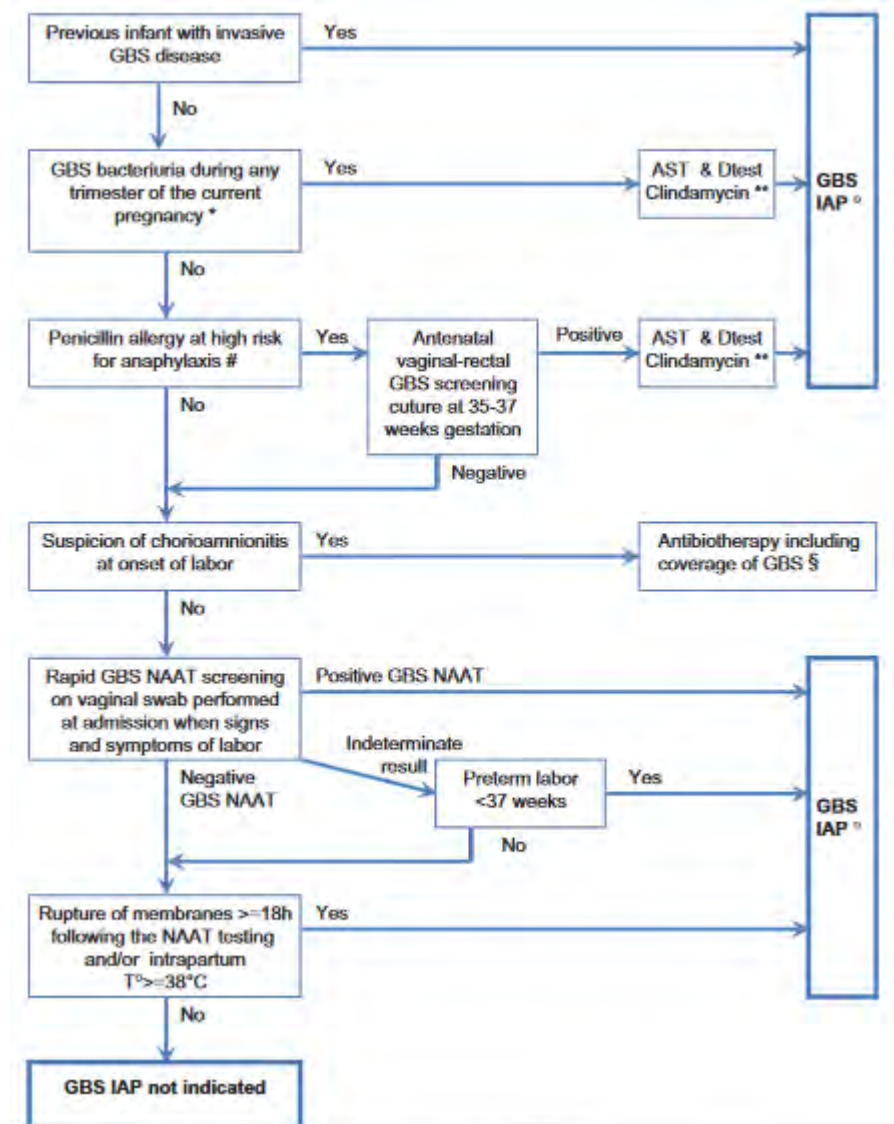 Previous infant with invasive
GBS disease
Yes
No
GBS bacteriuria during any
trimester of the current
pregnancy *
Yes
AST & Dtest
Clindamycin **
GBS
IAP °
No
Penicillin allergy at high risk
for anaphylaxis #
Yes
Antenatal
vaginal-rectal
GBS screening
cuture at 35-37
weeks gestation
Positive
AST & Dtest
Clindamycin **
No
Negative
Suspicion of chorioamnionitis
at onset of labor
Yes
Antibiotherapy including
coverage of GBS §
No
Rapid GBS NAAT screening
on vaginal swab performed
at admission when signs
and symptoms of labor
Positive GBS NAAT
Indeterminate
result
Negative
GBS NAAT
Preterm labor
<37 weeks
Yes
GBS
IAP °
No
Rupture of membranes >=18h
following the NAAT testing
and/or intrapartum
T°>=38°C
Yes
No
GBS IAP not indicated